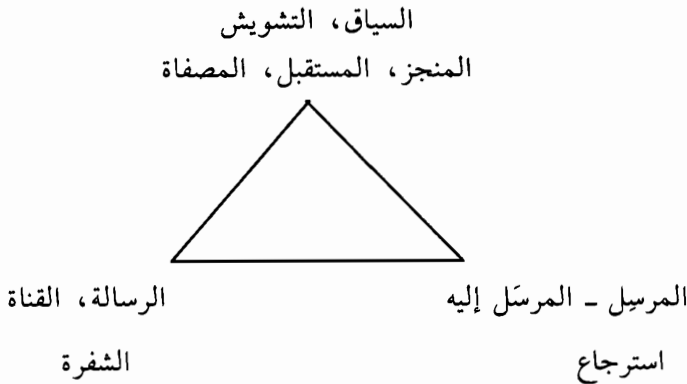 السياق، التشويش
المنجز، المستقبل، المصفاة
المرسِل ـ المرسَل إليه
الرسالة، القناة
استرجاع
الشفرة